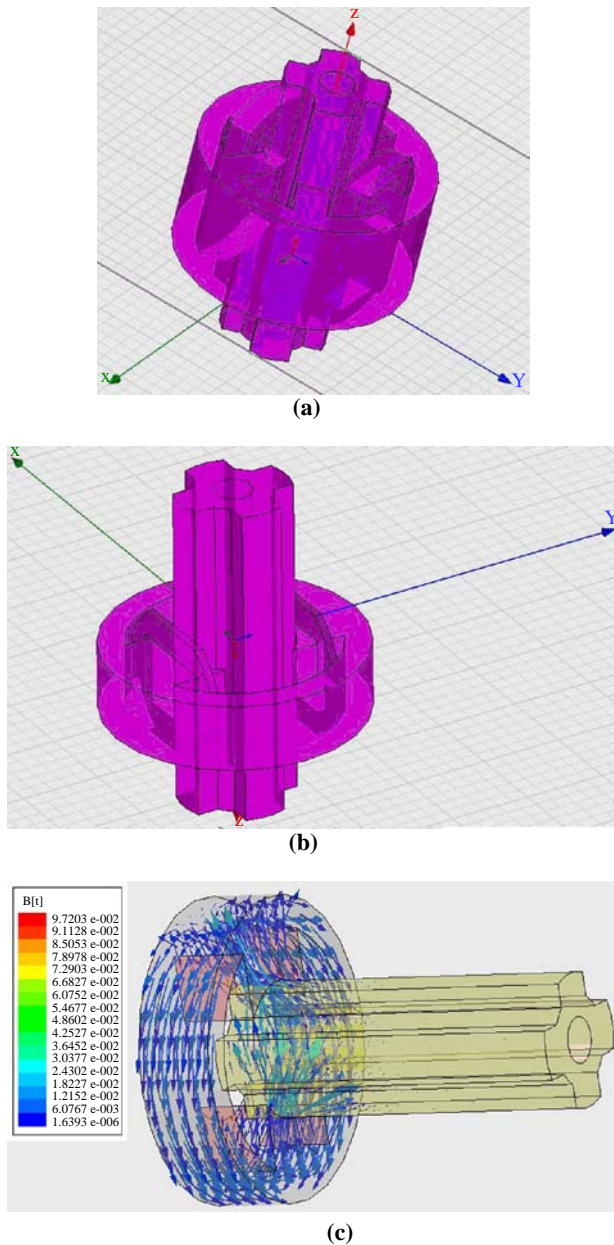 Z
X
Y
(a)
X
Y
Z
(b)
B[t]
9.7203 e-002
9.1128 e-002
8.5053 e-002
7.8978 e-002
7.2903 e-002
6.6827 e-002
6.0752 e-002
5.4677 e-002
4.8602 e-002
4.2527 e-002
3.6452 e-002
3.0377 e-002
2.4302 e-002
1.8227 e-002
1.2152 e-002
6.0767 e-003
1.6393 e-006
(c)